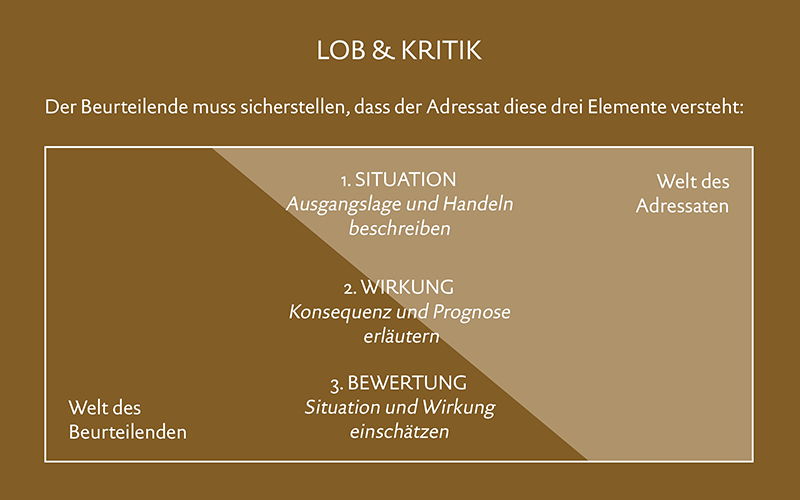 LOB & KRITIK
Der Beurteilende muss sicherstellen, dass der Adressat diese drei Elemente versteht:
1. SITUATION
Ausgangslage und Handeln
beschreiben
Welt des
Adressaten
2. WIRKUNG
Konsequenz und Prognose
erläutern
3. BEWERTUNG
Situation und Wirkung
einschätzen
Welt des
Beurteilenden